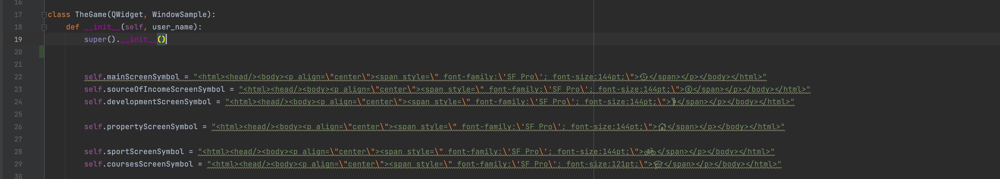 16
17 class TheGame(QWidget, WindowSample):
18 def __init__(self, user_name):
19 super().__init__()
20
21
22 self.mainScreenSymbol = "<html><head/><body><p align=\"center\"><span style=\" font-family:\'SF Pro\'; font-size:144pt;\"></span></p></body></html>"
23 self.sourceOfIncomeScreenSymbol = "<html><head/><body><p align=\"center\"><span style=\" font-family:\'SF Pro\'; font-size:144pt;\"></span></p></body></html>"
24 self.developmentScreenSymbol = "<html><head/><body><p align=\"center\"><span style=\" font-family:\'SF Pro\'; font-size:144pt;\"></span></p></body></html>"
25
26 self.propertyScreenSymbol = "<html><head/><body><p align=\"center\"><span style=\" font-family:\'SF Pro\'; font-size:144pt;\"></span></p></body></html>"
27
28 self.sportScreenSymbol = "<html><head/><body><p align=\"center\"><span style=\" font-family:\'SF Pro\'; font-size:144pt;\"></span></p></body></html>"
29 self.coursesScreenSymbol = "<html><head/><body><p align=\"center\"><span style=\" font-family:\'SF Pro\'; font-size:121pt;\"></span></p></body></html>"
30